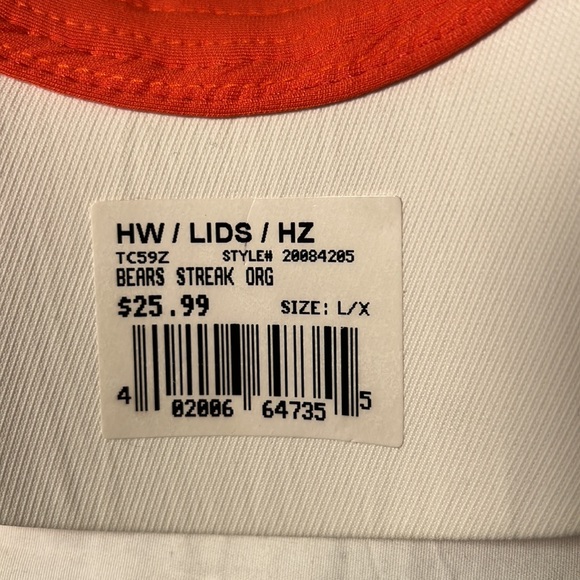 HW / LIDS / HZ
TC59Z STYLE# 20084205
BEARS STREAK ORG
$25.99 SIZE: L/X
4 02006 64735 5